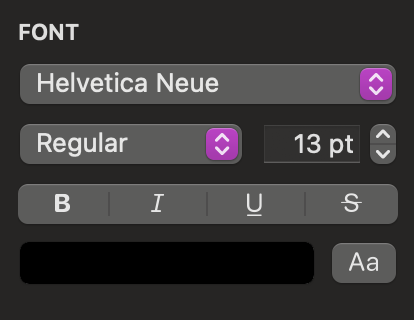 FONT
Helvetica Neue
Regular 13 pt
B I U S
Aa